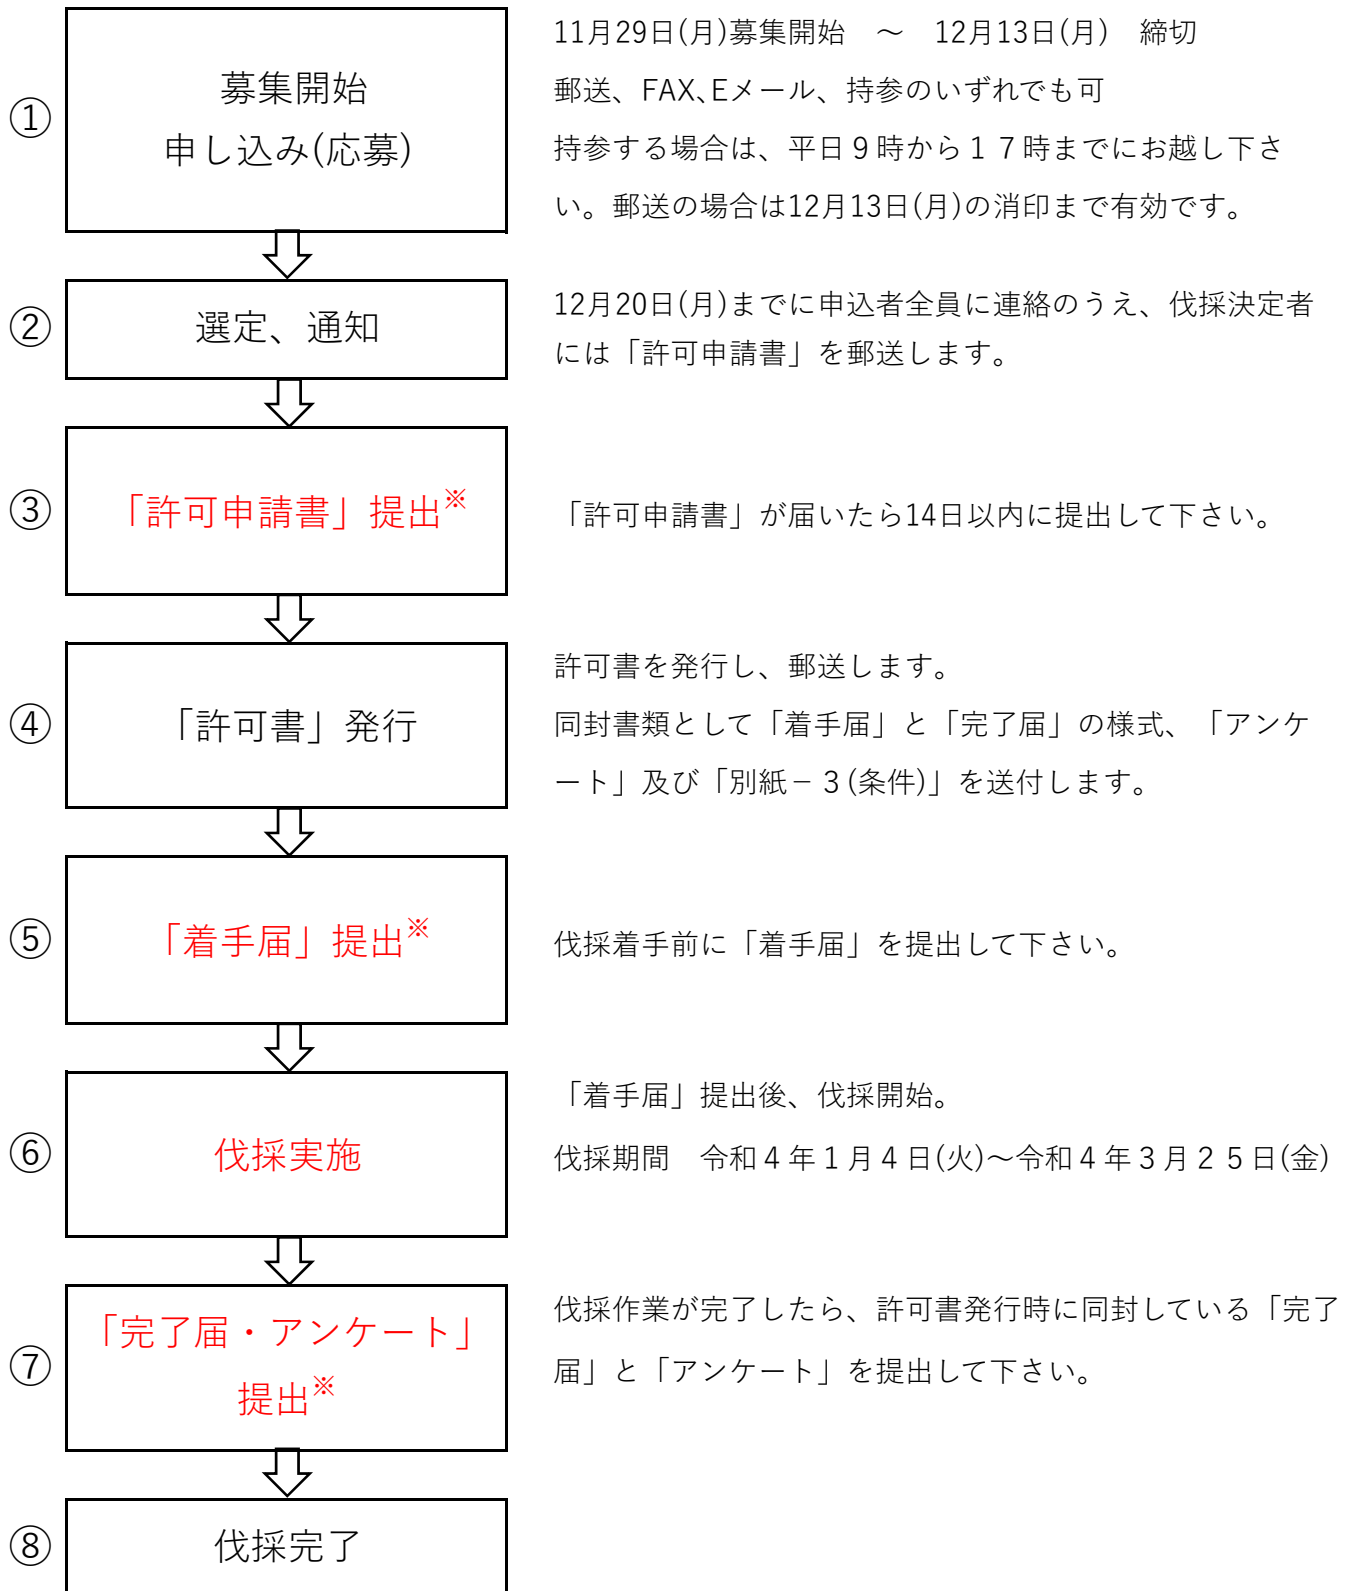 ①
募集開始
申し込み(応募)
11月29日(月)募集開始　～　12月13日(月)　締切
郵送、FAX、Eメール、持参のいずれでも可
持参する場合は、平日９時から１７時までにお越し下さ
い。郵送の場合は12月13日(月)の消印まで有効です。
②
選定、通知
12月20日(月)までに申込者全員に連絡のうえ、伐採決定者
には「許可申請書」を郵送します。
③
「許可申請書」提出※
「許可申請書」が届いたら14日以内に提出して下さい。
④
「許可書」発行
許可書を発行し、郵送します。
同封書類として「着手届」と「完了届」の様式、「アンケ
ート」及び「別紙－３(条件)」を送付します。
⑤
「着手届」提出※
伐採着手前に「着手届」を提出して下さい。
⑥
伐採実施
「着手届」提出後、伐採開始。
伐採期間　令和４年１月４日(火)～令和４年３月２５日(金)
⑦
「完了届・アンケート」
提出※
伐採作業が完了したら、許可書発行時に同封している「完了
届」と「アンケート」を提出して下さい。
⑧
伐採完了